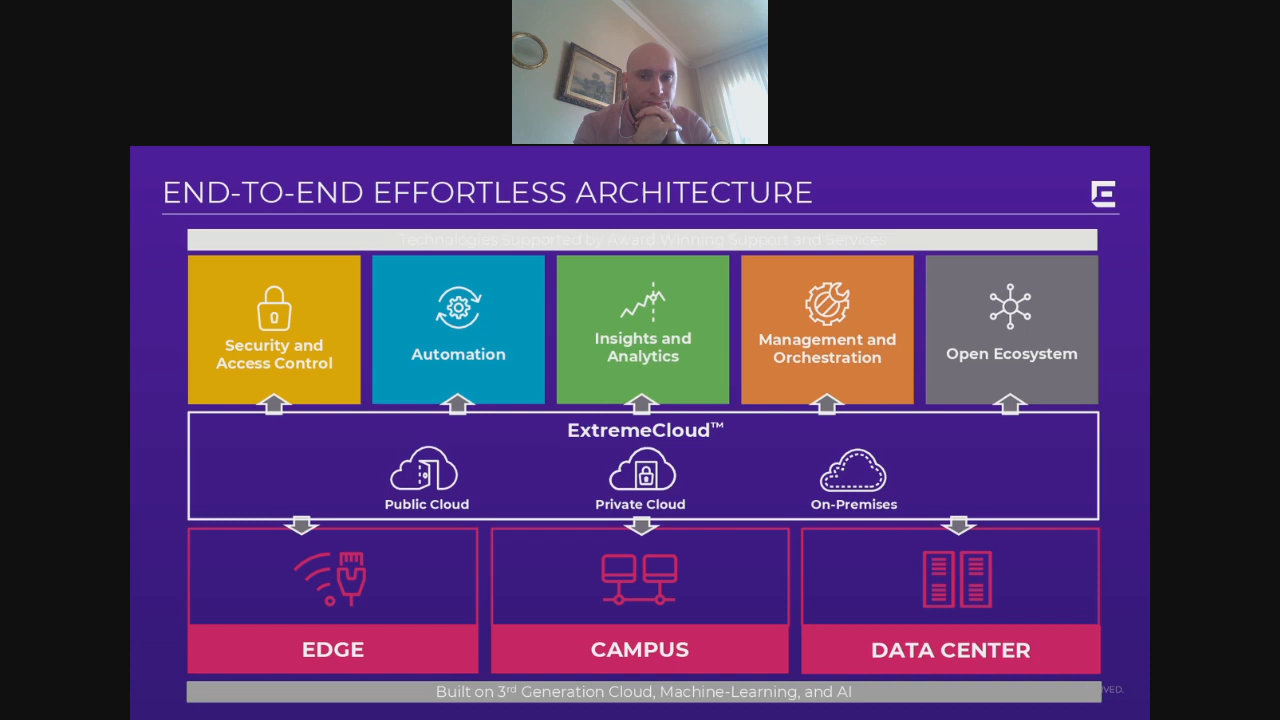 END-TO-END EFFORTLESS ARCHITECTURE
Technologies Supported by Award Winning Support and Services
Security and
Access Control
Automation
Insights and
Analytics
Management and
Orchestration
Open Ecosystem
ExtremeCloud™
Public Cloud
Private Cloud
On-Premises
EDGE
CAMPUS
DATA CENTER
Built on 3rd Generation Cloud, Machine-Learning, and AI